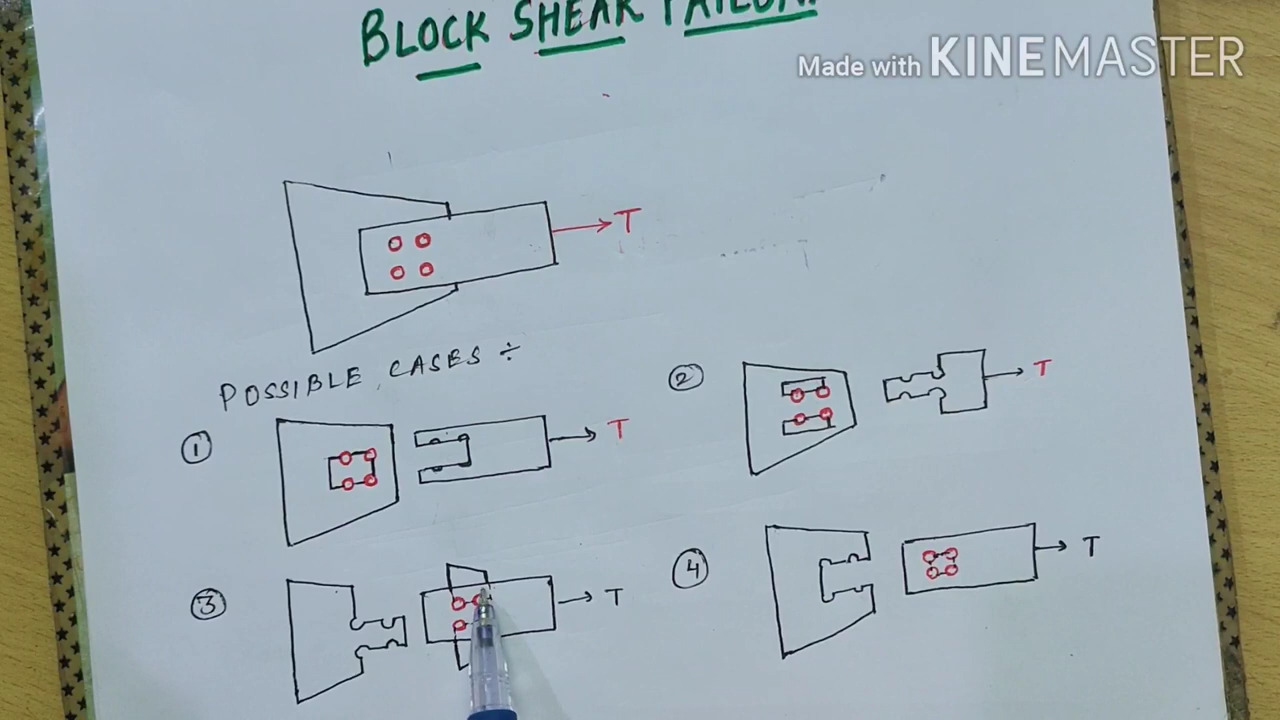 BLOCK SHEAR
Made with KINEMASTER
T
POSSIBLE CASES ÷
1 T
2 T
3 T
4 T